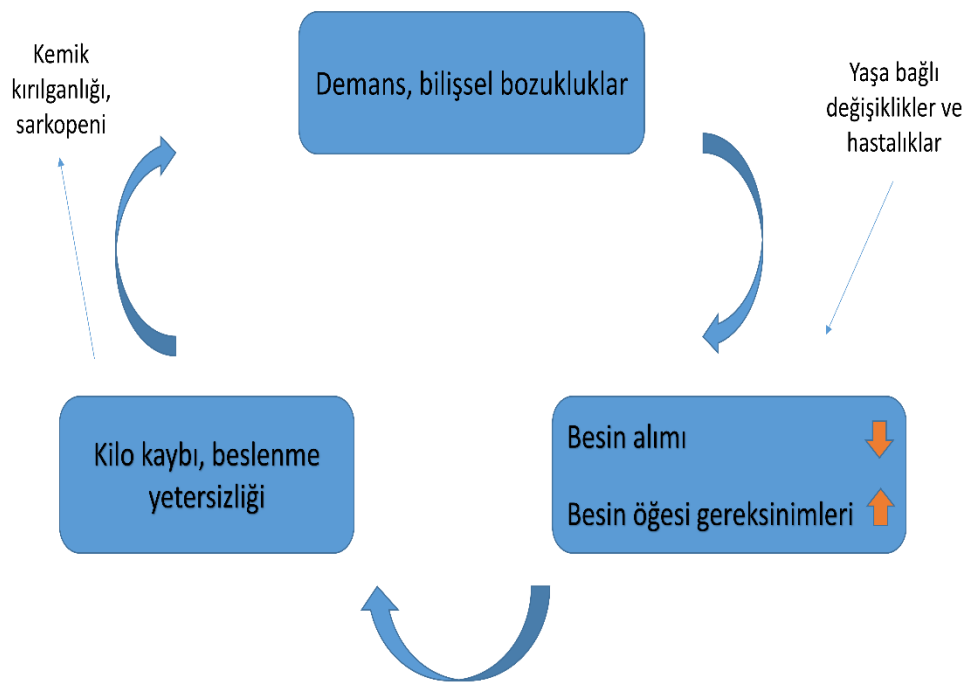 Kemik
kırılganlığı,
sarkopeni
Demans, bilişsel bozukluklar
Yaşa bağlı
değişiklikler ve
hastalıklar
Kilo kaybı, beslenme
yetersizliği
Besin alımı
Besin öğesi gereksinimleri